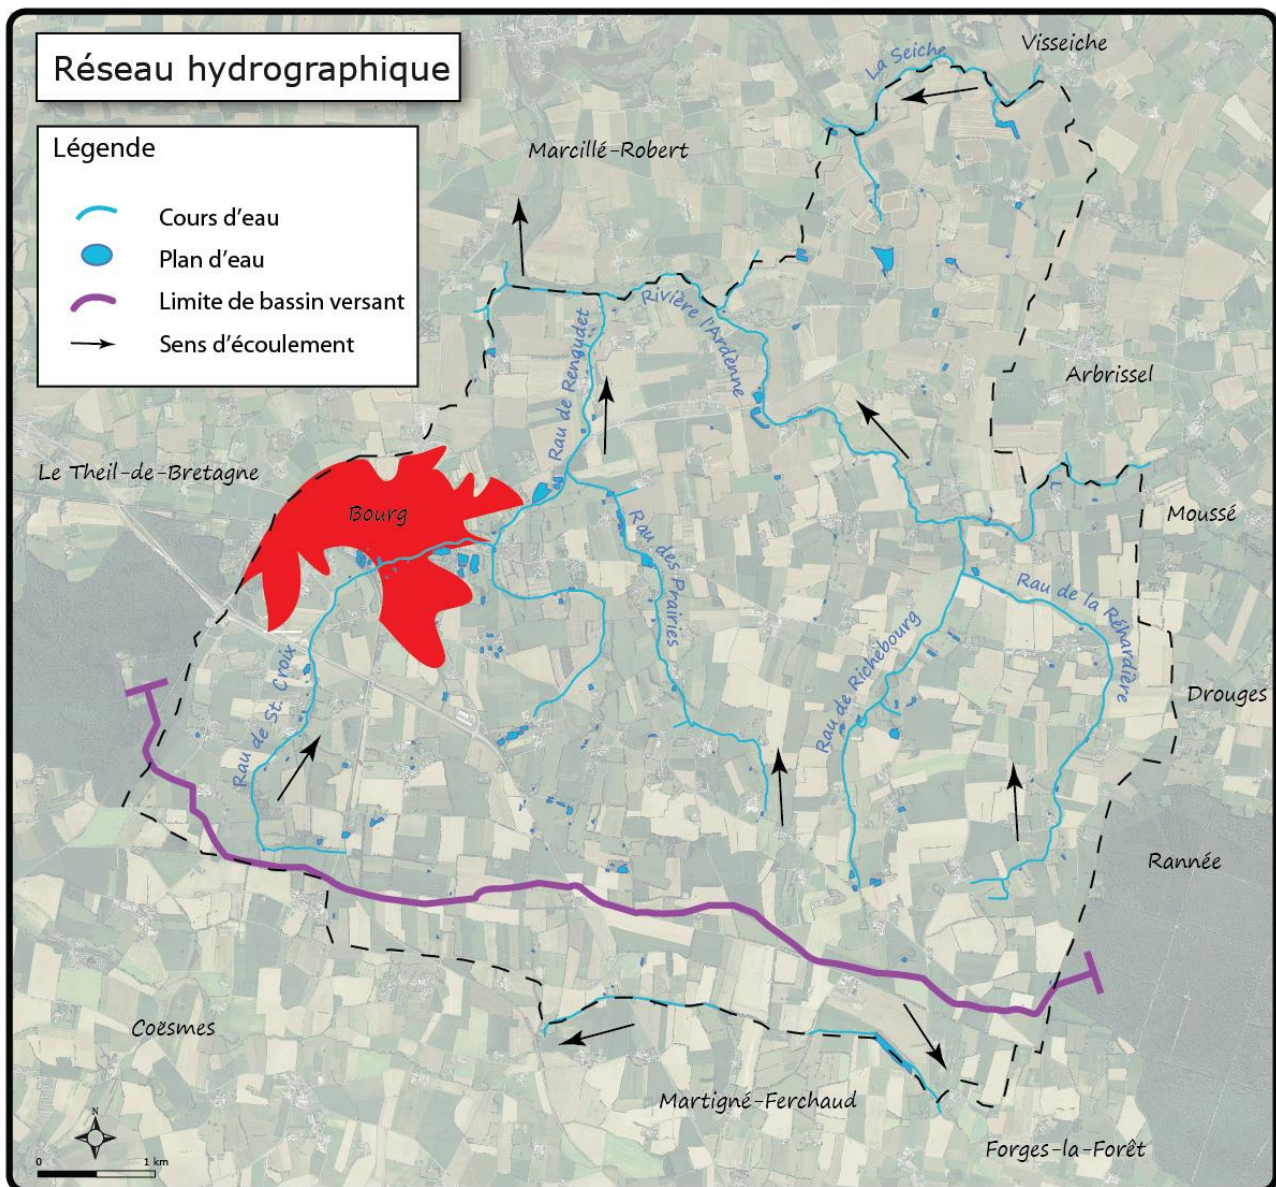 Réseau hydrographique
Légende
Cours d'eau
Plan d'eau
Limite de bassin versant
Sens d'écoulement
La Seiche
Visseiche
Marcillé-Robert
Rivière l'Ardenne
Rau de Renaudet
Arbrissel
Le Theil-de-Bretagne
Bourg
Moussé
Rau des Prairies
Rau de la Réhardière
Rau de Richebourg
Rau de St. Croix
Drouges
Rannée
Coësmes
Martigné-Ferchaud
Forges-la-Forêt
N
0 1 km